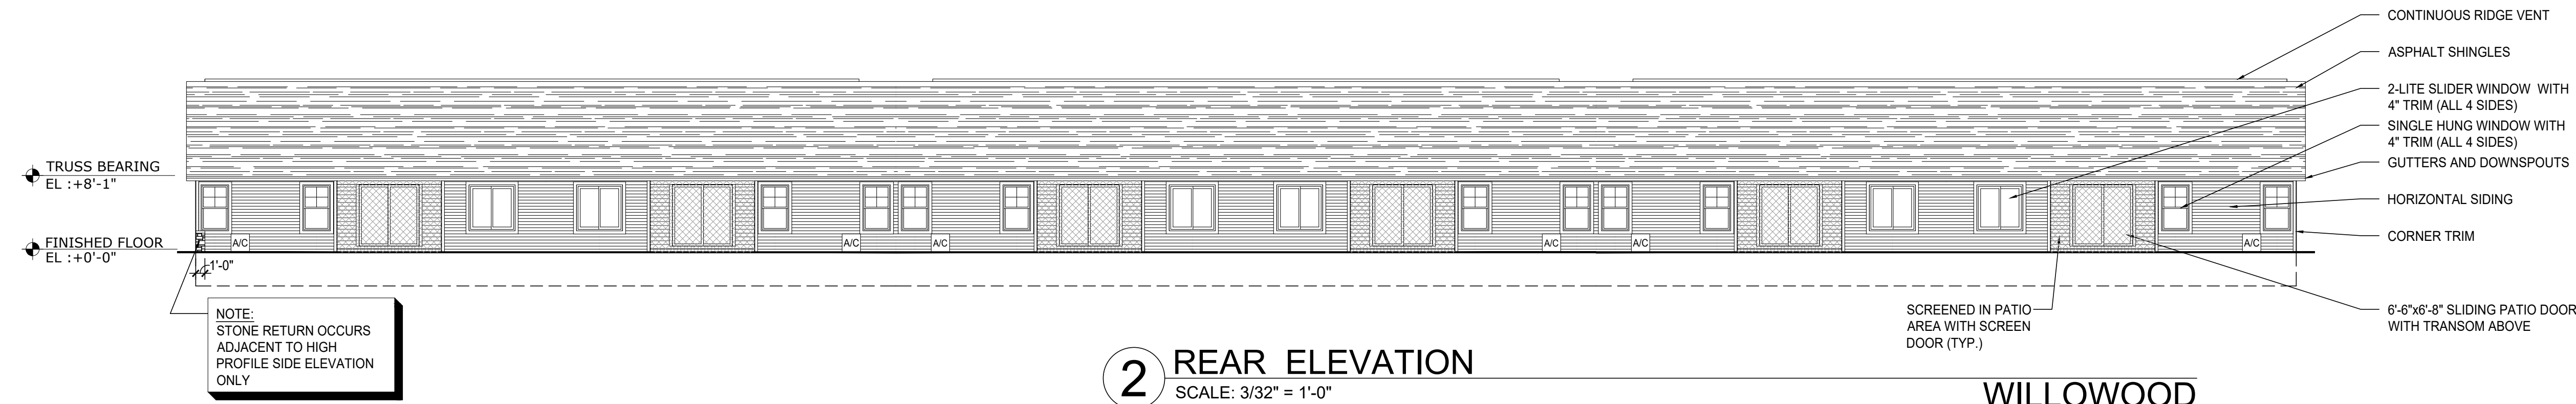 CONTINUOUS RIDGE VENT
ASPHALT SHINGLES
2-LITE SLIDER WINDOW WITH
4" TRIM (ALL 4 SIDES)
SINGLE HUNG WINDOW WITH
4" TRIM (ALL 4 SIDES)
GUTTERS AND DOWNSPOUTS
HORIZONTAL SIDING
CORNER TRIM
6'-6"x6'-8" SLIDING PATIO DOOR
WITH TRANSOM ABOVE
TRUSS BEARING
EL :+8'-1"
FINISHED FLOOR
EL :+0'-0"
A/C
A/C
A/C
A/C
A/C
A/C
1'-0"
NOTE:
STONE RETURN OCCURS
ADJACENT TO HIGH
PROFILE SIDE ELEVATION
ONLY
SCREENED IN PATIO
AREA WITH SCREEN
DOOR (TYP.)
2
REAR ELEVATION
SCALE: 3/32" = 1'-0"
WILLOWOOD